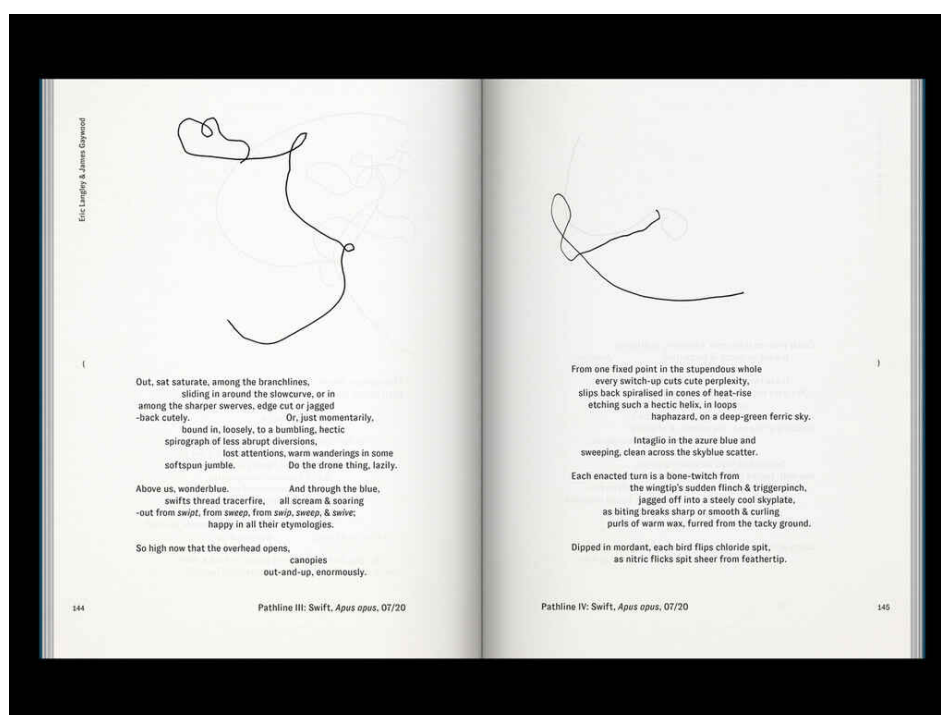 Eric Langley & James Gaywood
(
Out, sat saturate, among the branchlines,
sliding in around the slowcurve, or in
among the sharper swerves, edge cut or jagged
-back cutely. Or, just momentarily,
bound in, loosely, to a bumbling, hectic
spirograph of less abrupt diversions,
lost attentions, warm wanderings in some
softspun jumble. Do the drone thing, lazily.
Above us, wonderblue. And through the blue,
swifts thread tracerfire, all scream & soaring
-out from swipt, from sweep, from swip, sweep, & swive;
happy in all their etymologies.
So high now that the overhead opens,
canopies
out-and-up, enormously.
144
Pathline III: Swift, Apus apus, 07/20
From one fixed point in the stupendous whole
every switch-up cuts cute perplexity,
slips back spiralised in cones of heat-rise
etching such a hectic helix, in loops
haphazard, on a deep-green ferric sky.
)
Intaglio in the azure blue and
sweeping, clean across the skyblue scatter.
Each enacted turn is a bone-twitch from
the wingtip's sudden flinch & triggerpinch,
jagged off into a steely cool skyplate,
as biting breaks sharp or smooth & curling
purls of warm wax, furred from the tacky ground.
Dipped in mordant, each bird flips chloride spit,
as nitric flicks spit sheer from feathertip.
Pathline IV: Swift, Apus apus, 07/20
145